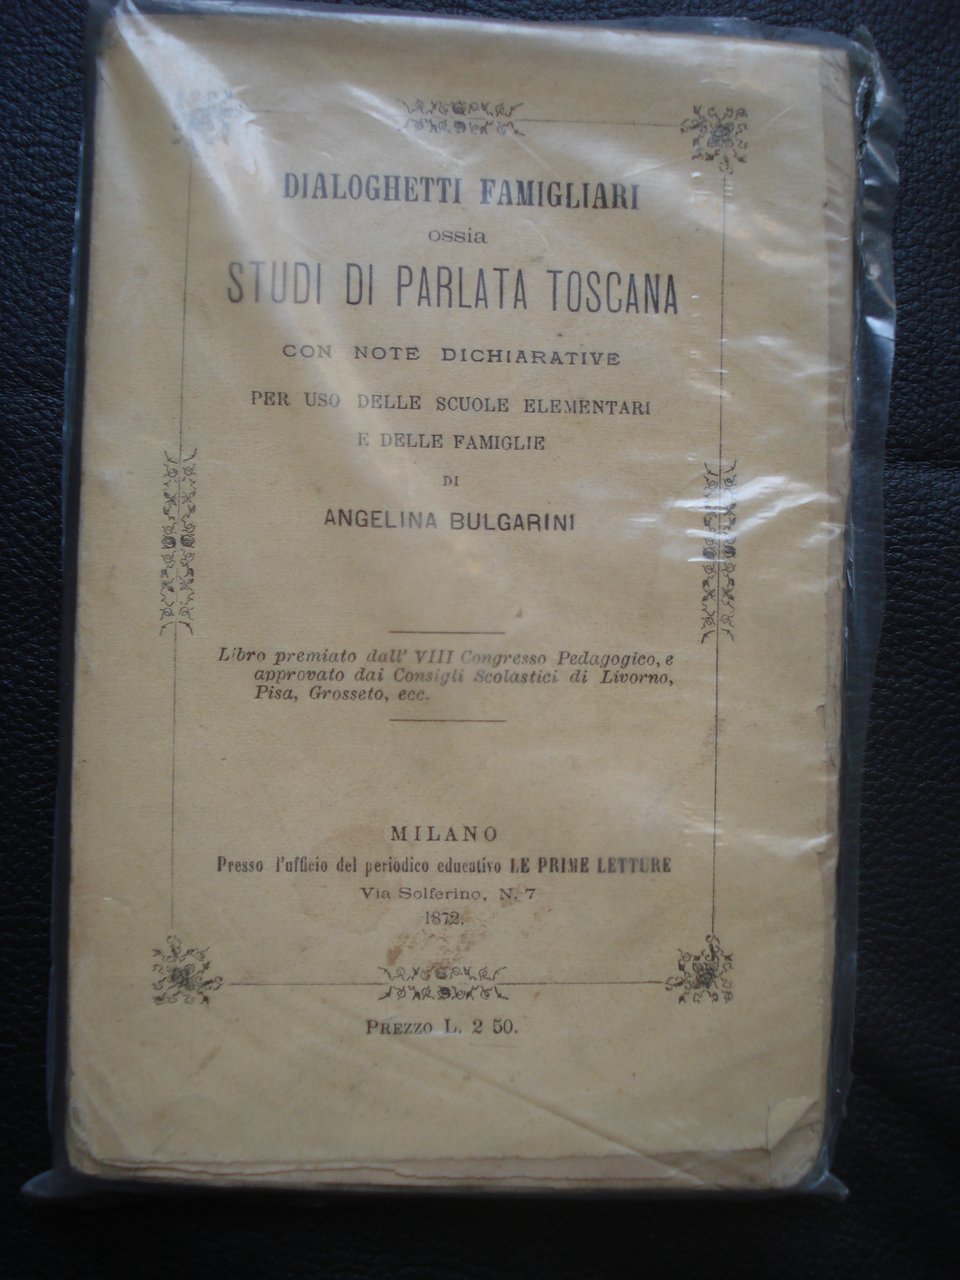 DIALOGHETTI FAMIGLIARI
ossia
STUDI DI PARLATA TOSCANA
CON NOTE DICHIARATIVE
PER USO DELLE SCUOLE ELEMENTARI
E DELLE FAMIGLIE
DI
ANGELINA BULGARINI
Libro premiato dall' VIII Congresso Pedagogico, e
approvato dai Consigli Scolastici di Livorno,
Pisa, Grosseto, ecc.
MILANO
Presso l'ufficio del periodico educativo LE PRIME LETTURE
Via Solferino, N. 7
1872.
PREZZO L. 2 50.